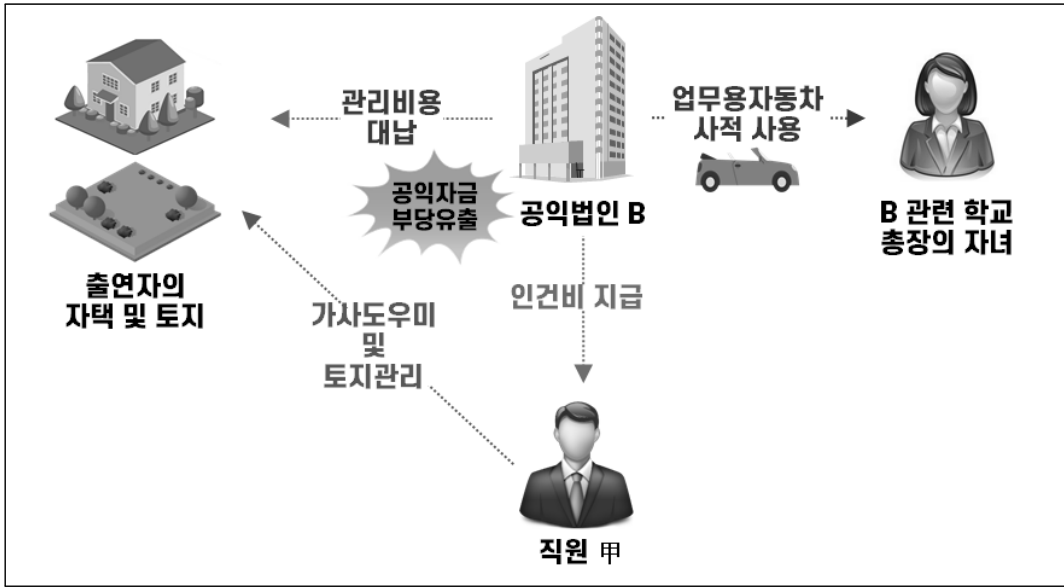 관리비용
대납
업무용자동차
사적 사용
공익자금
부당유출
공익법인 B
B 관련 학교
총장의 자녀
출연자의
자택 및 토지
인건비 지급
가사도우미
및
토지관리
직원 甲